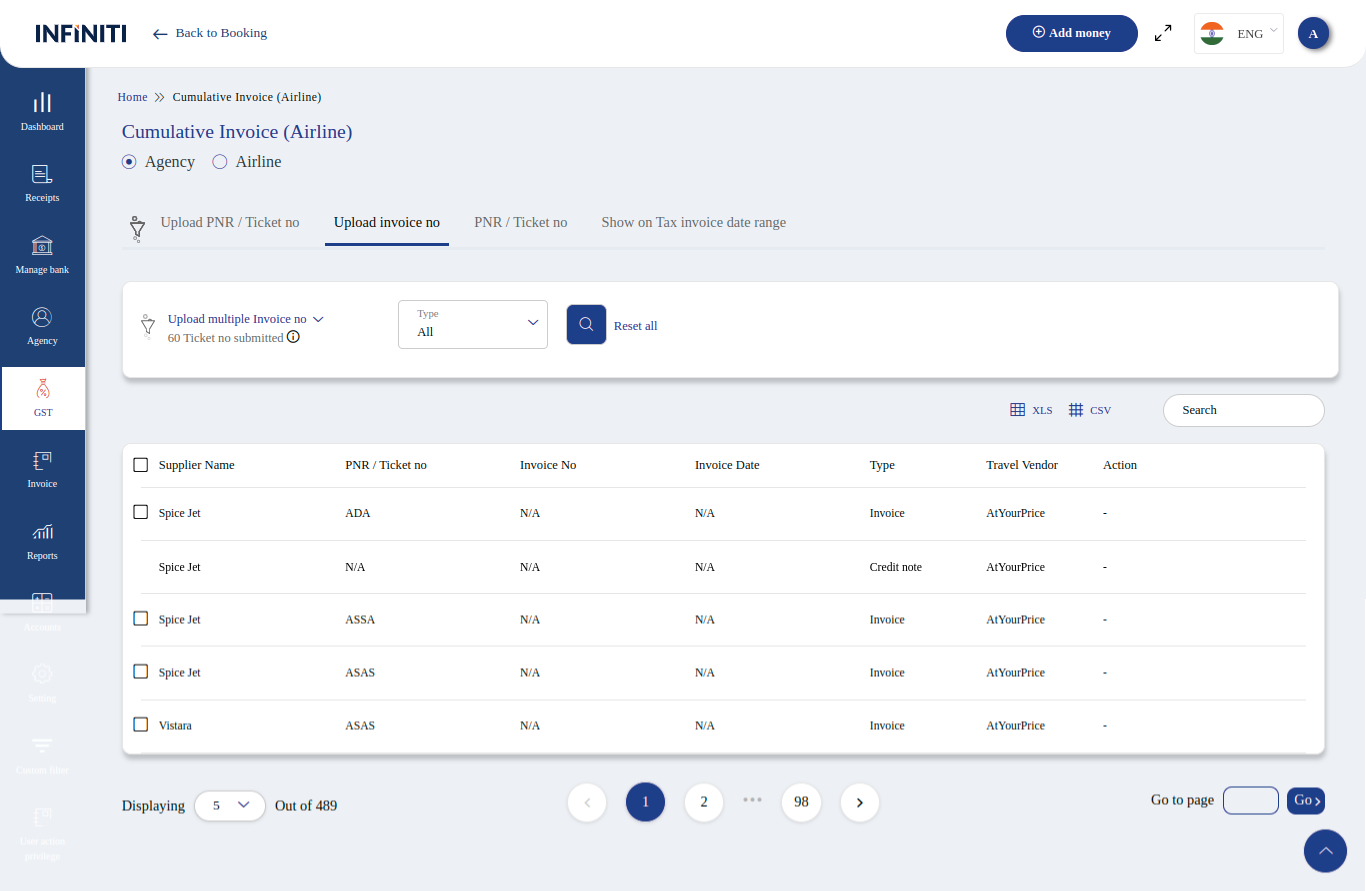 INFINITI
Back to Booking
Add money
ENG
A
Home
Cumulative Invoice (Airline)
Cumulative Invoice (Airline)
Agency
Airline
Dashboard
Receipts
Manage bank
Agency
GST
Invoice
Reports
Accounts
Setting
Custom filter
User access
privilege
Upload PNR / Ticket no
Upload invoice no
PNR / Ticket no
Show on Tax invoice date range
Upload multiple Invoice no
60 Ticket no submitted
Type
All
Reset all
XLS
CSV
Search
Supplier Name PNR / Ticket no Invoice No Invoice Date Type Travel Vendor Action
Spice Jet ADA N/A N/A Invoice AtYourPrice -
Spice Jet N/A N/A N/A Credit note AtYourPrice -
Spice Jet ASSA N/A N/A Invoice AtYourPrice -
Spice Jet ASAS N/A N/A Invoice AtYourPrice -
Vistara ASAS N/A N/A Invoice AtYourPrice -
Displaying 5 Out of 489
1 2 ••• 98
Go to page Go